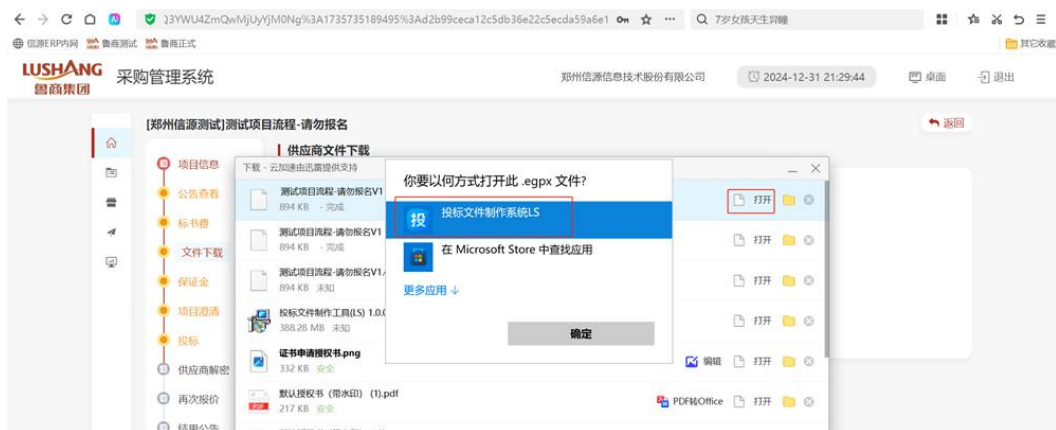 23YWU4ZmQwMjUyYjM0Ng%3A1735735189495%3Ad2b99ceca12c5db36e22c5ecda59a6e1
7岁女孩天生异瞳
信源ERP内网 鲁商测试 鲁商正式
其它收藏
LUSHANG
鲁商集团
采购管理系统
郑州信源信息技术股份有限公司
2024-12-31 21:29:44
桌面
退出
[郑州信源测试]测试项目流程-请勿报名
返回
项目信息
公告查看
标书费
文件下载
保证金
项目澄清
投标
供应商解密
再次报价
结果公告
供应商文件下载
下载 - 云加速由迅雷提供支持
测试项目流程-请勿报名V1
894 KB - 完成
打开
测试项目流程-请勿报名V1
894 KB - 完成
打开
测试项目流程-请勿报名V1.
894 KB 未知
打开
投标文件制作工具(LS) 1.0.0
388.28 MB 未知
打开
证书申请授权书.png
332 KB 安全
编辑 打开
默认授权书(带水印) (1).pdf
217 KB 安全
PDF转Office 打开
你要以何方式打开此 .egpx 文件?
投 投标文件制作系统LS
在 Microsoft Store 中查找应用
更多应用
确定